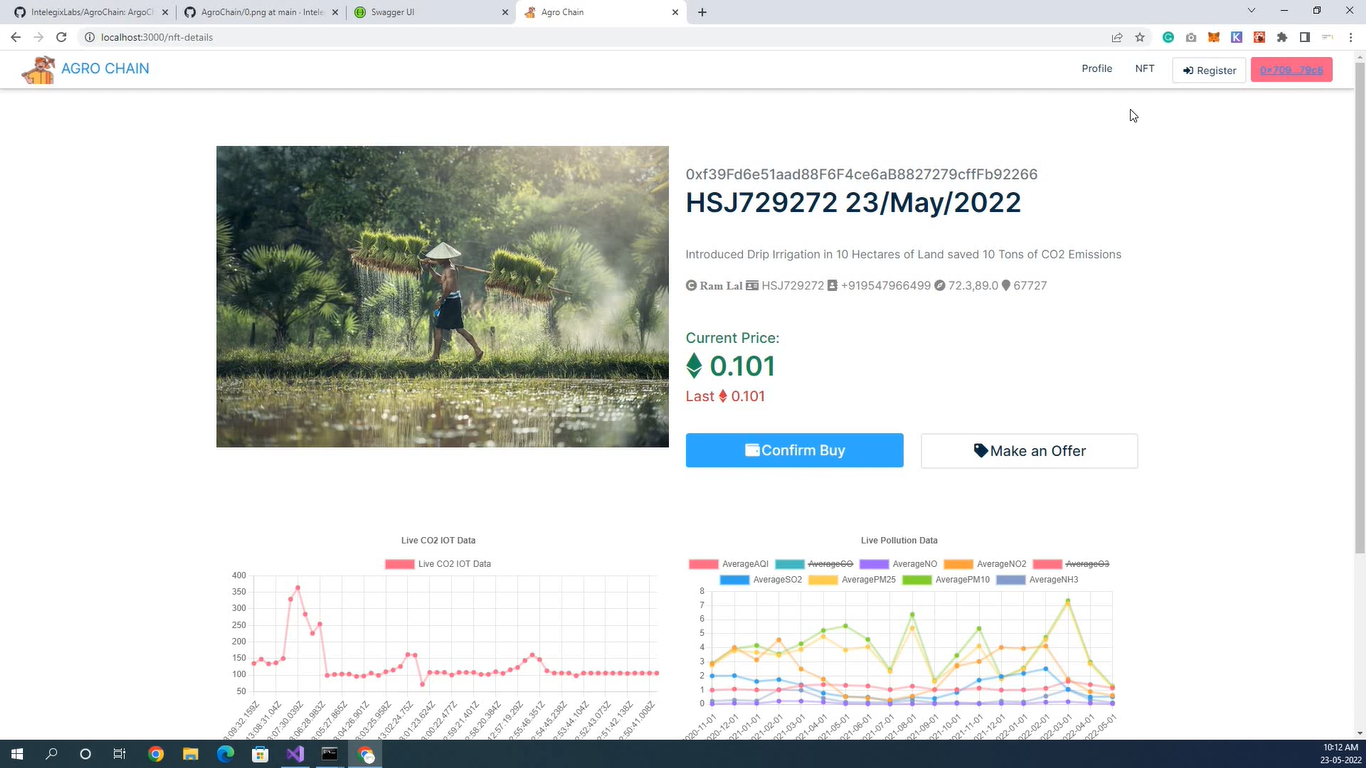 IntelegixLabs/AgroChain: ArgoCh
AgroChain/0.png at main · Intele
Swagger UI
Agro Chain
localhost:3000/nft-details
AGRO CHAIN
Profile
NFT
Register
0x709...79c8
0xf39Fd6e51aad88F6F4ce6aB8827279cffFb92266
HSJ729272 23/May/2022
Introduced Drip Irrigation in 10 Hectares of Land saved 10 Tons of CO2 Emissions
Ram Lal HSJ729272 +919547966499 72.3,89.0 67727
Current Price:
0.101
Last 0.101
Confirm Buy
Make an Offer
Live CO2 IOT Data
Live CO2 IOT Data
400
350
300
250
200
150
100
50
Live Pollution Data
AverageAQI AverageCO AverageNO AverageNO2 AverageO3
AverageSO2 AveragePM25 AveragePM10 AverageNH3
8
7
6
5
4
3
2
1
0
10:12 AM
23-05-2022